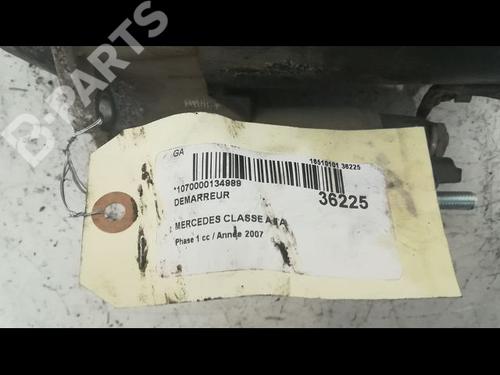 B-PARTS
GA
18510101 36225
*1070000134989
36225
DEMARREUR
MERCEDES CLASSE A
Phase 1 cc / Année 2007